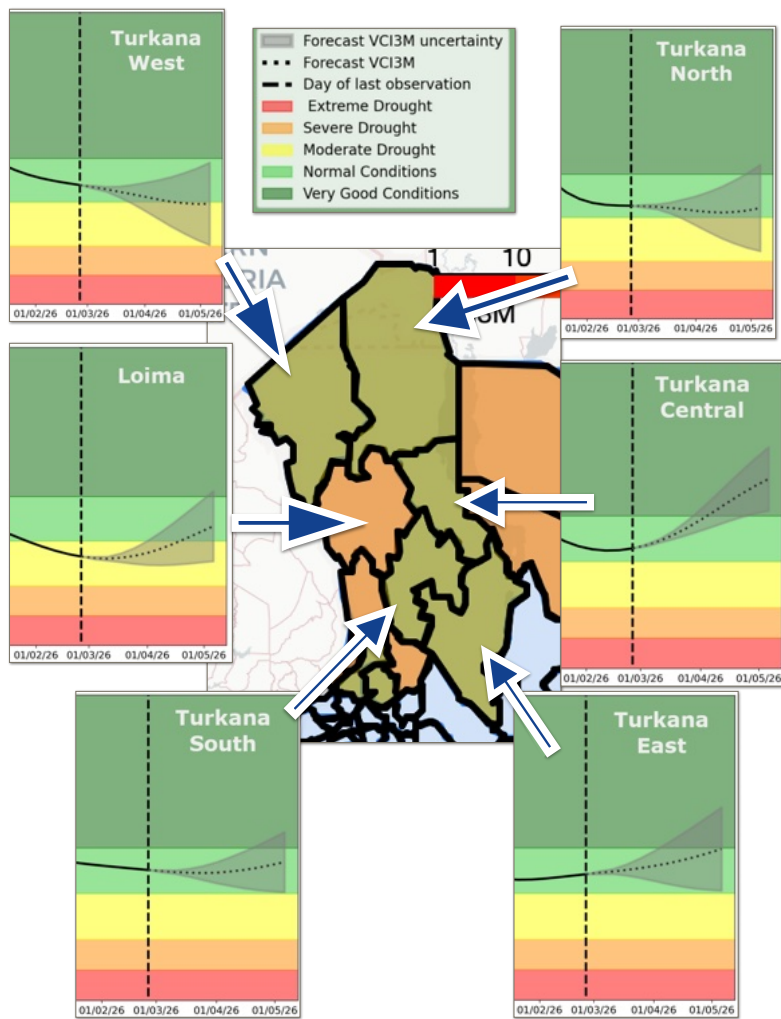 Turkana
West
01/02/26 01/03/26 01/04/26 01/05/26
Forecast VCI3M uncertainty
Forecast VCI3M
Day of last observation
Extreme Drought
Severe Drought
Moderate Drought
Normal Conditions
Very Good Conditions
Turkana
North
01/02/26 01/03/26 01/04/26 01/05/26
RIA
1 10
Loima
01/02/26 01/03/26 01/04/26 01/05/26
Turkana
Central
01/02/26 01/03/26 01/04/26 01/05/26
Turkana
South
01/02/26 01/03/26 01/04/26 01/05/26
Turkana
East
01/02/26 01/03/26 01/04/26 01/05/26